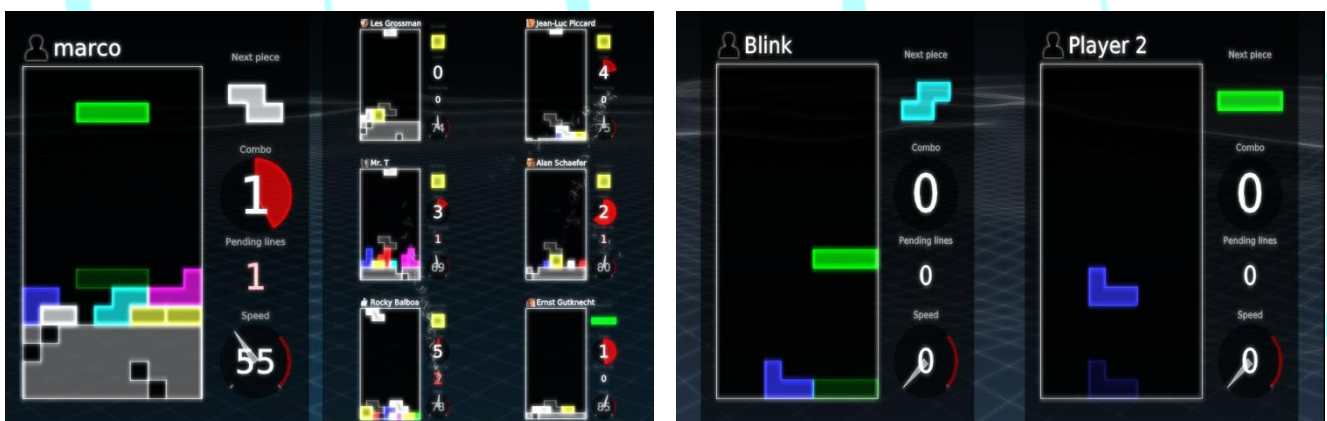 marco
Next piece
Combo
1
Pending lines
1
Speed
55
Les Grossman
0
0
74
Jean-Luc Piccard
4
0
75
Mr. T
3
1
69
Alan Schaefer
2
1
80
Rocky Balboa
5
2
78
Ernst Gutknecht
1
0
85
Blink
Next piece
Combo
0
Pending lines
0
Speed
0
Player 2
Next piece
Combo
0
Pending lines
0
Speed
0